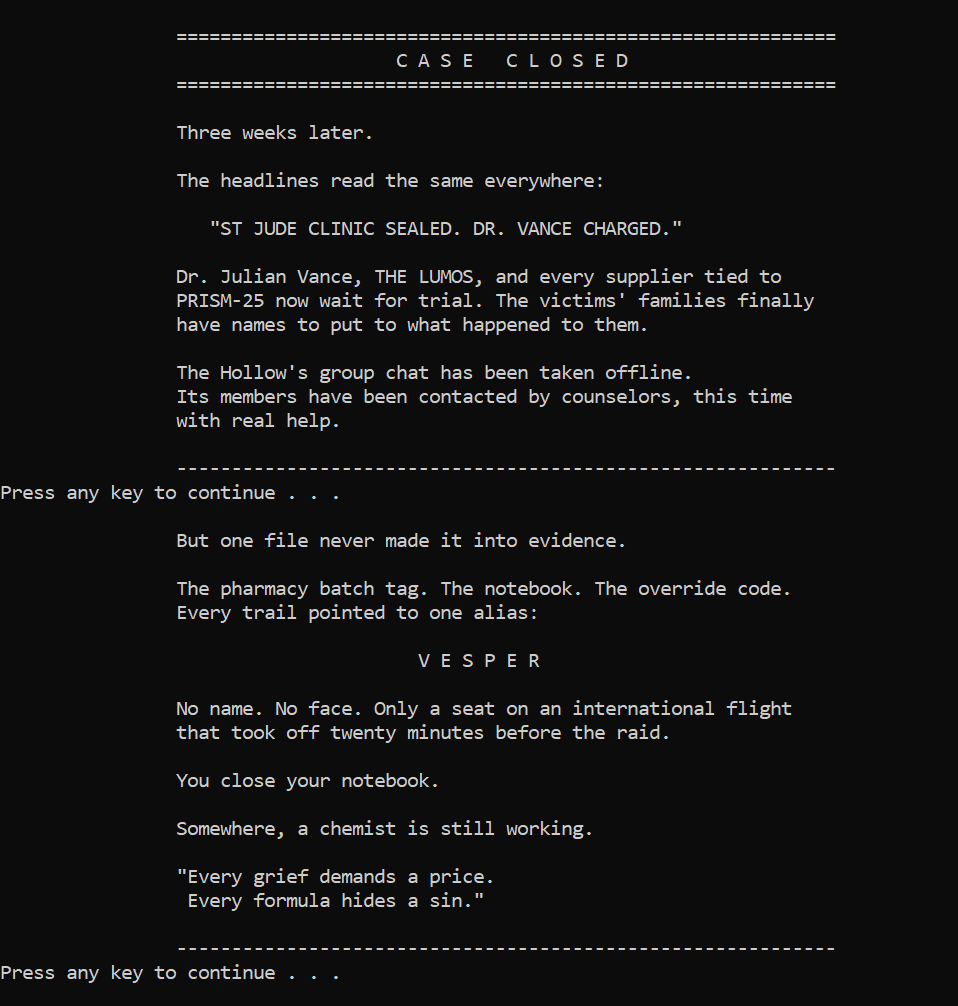 ============================================================
C A S E   C L O S E D
============================================================
Three weeks later.
The headlines read the same everywhere:
"ST JUDE CLINIC SEALED. DR. VANCE CHARGED."
Dr. Julian Vance, THE LUMOS, and every supplier tied to
PRISM-25 now wait for trial. The victims' families finally
have names to put to what happened to them.
The Hollow's group chat has been taken offline.
Its members have been contacted by counselors, this time
with real help.
------------------------------------------------------------
Press any key to continue . . .
But one file never made it into evidence.
The pharmacy batch tag. The notebook. The override code.
Every trail pointed to one alias:
V E S P E R
No name. No face. Only a seat on an international flight
that took off twenty minutes before the raid.
You close your notebook.
Somewhere, a chemist is still working.
"Every grief demands a price.
Every formula hides a sin."
------------------------------------------------------------
Press any key to continue . . .